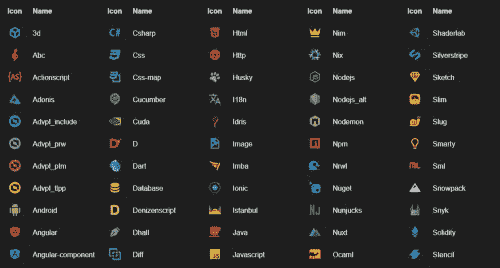 Icon Name Icon Name Icon Name Icon Name Icon Name
3d C# Csharp Html Nim Shaderlab
Abc Css Http Nix Silverstripe
{AS} Actionscript Css-map Husky Nodejs Sketch
Adonis Cucumber I18n Nodejs_alt Slim
Advpl_include Cuda Idris Nodemon Slug
Advpl_prw D D Image Npm Smarty
Advpl_ptm Dart Imba Nrwl Sml
Advpl_tlpp Database Ionic Nuget Snowpack
Android D Denizenscript Istanbul NJ Nunjucks Snyk
Angular Dhall Java Nuxt Solidity
Angular-component Diff JS Javascript Ocaml Stencil